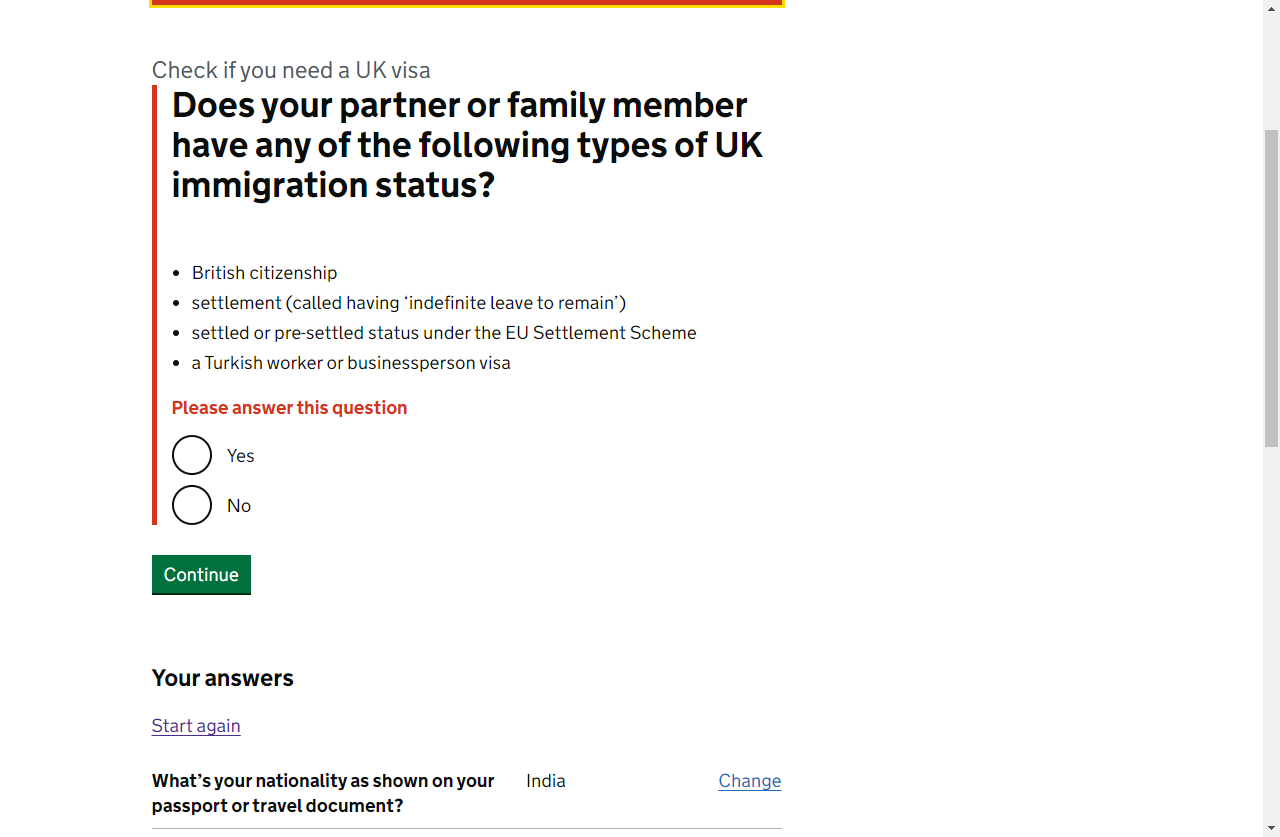 Check if you need a UK visa
Does your partner or family member
have any of the following types of UK
immigration status?
• British citizenship
• settlement (called having ‘indefinite leave to remain’)
• settled or pre-settled status under the EU Settlement Scheme
• a Turkish worker or businessperson visa
Please answer this question
Yes
No
Continue
Your answers
Start again
What’s your nationality as shown on your
passport or travel document?
India
Change